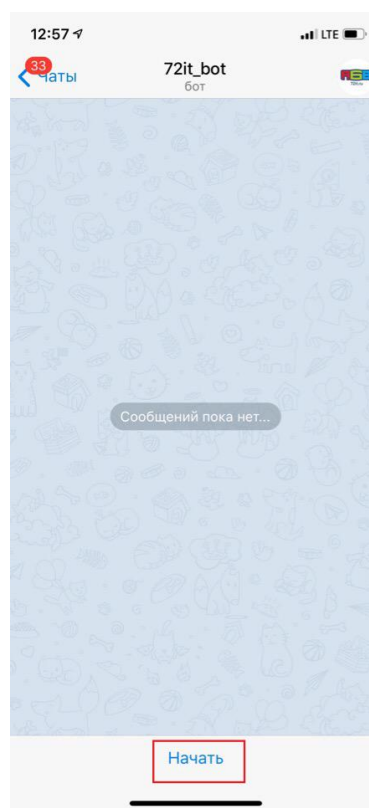 12:57
LTE
33
Чаты
72it_bot
бот
Сообщений пока нет...
Начать